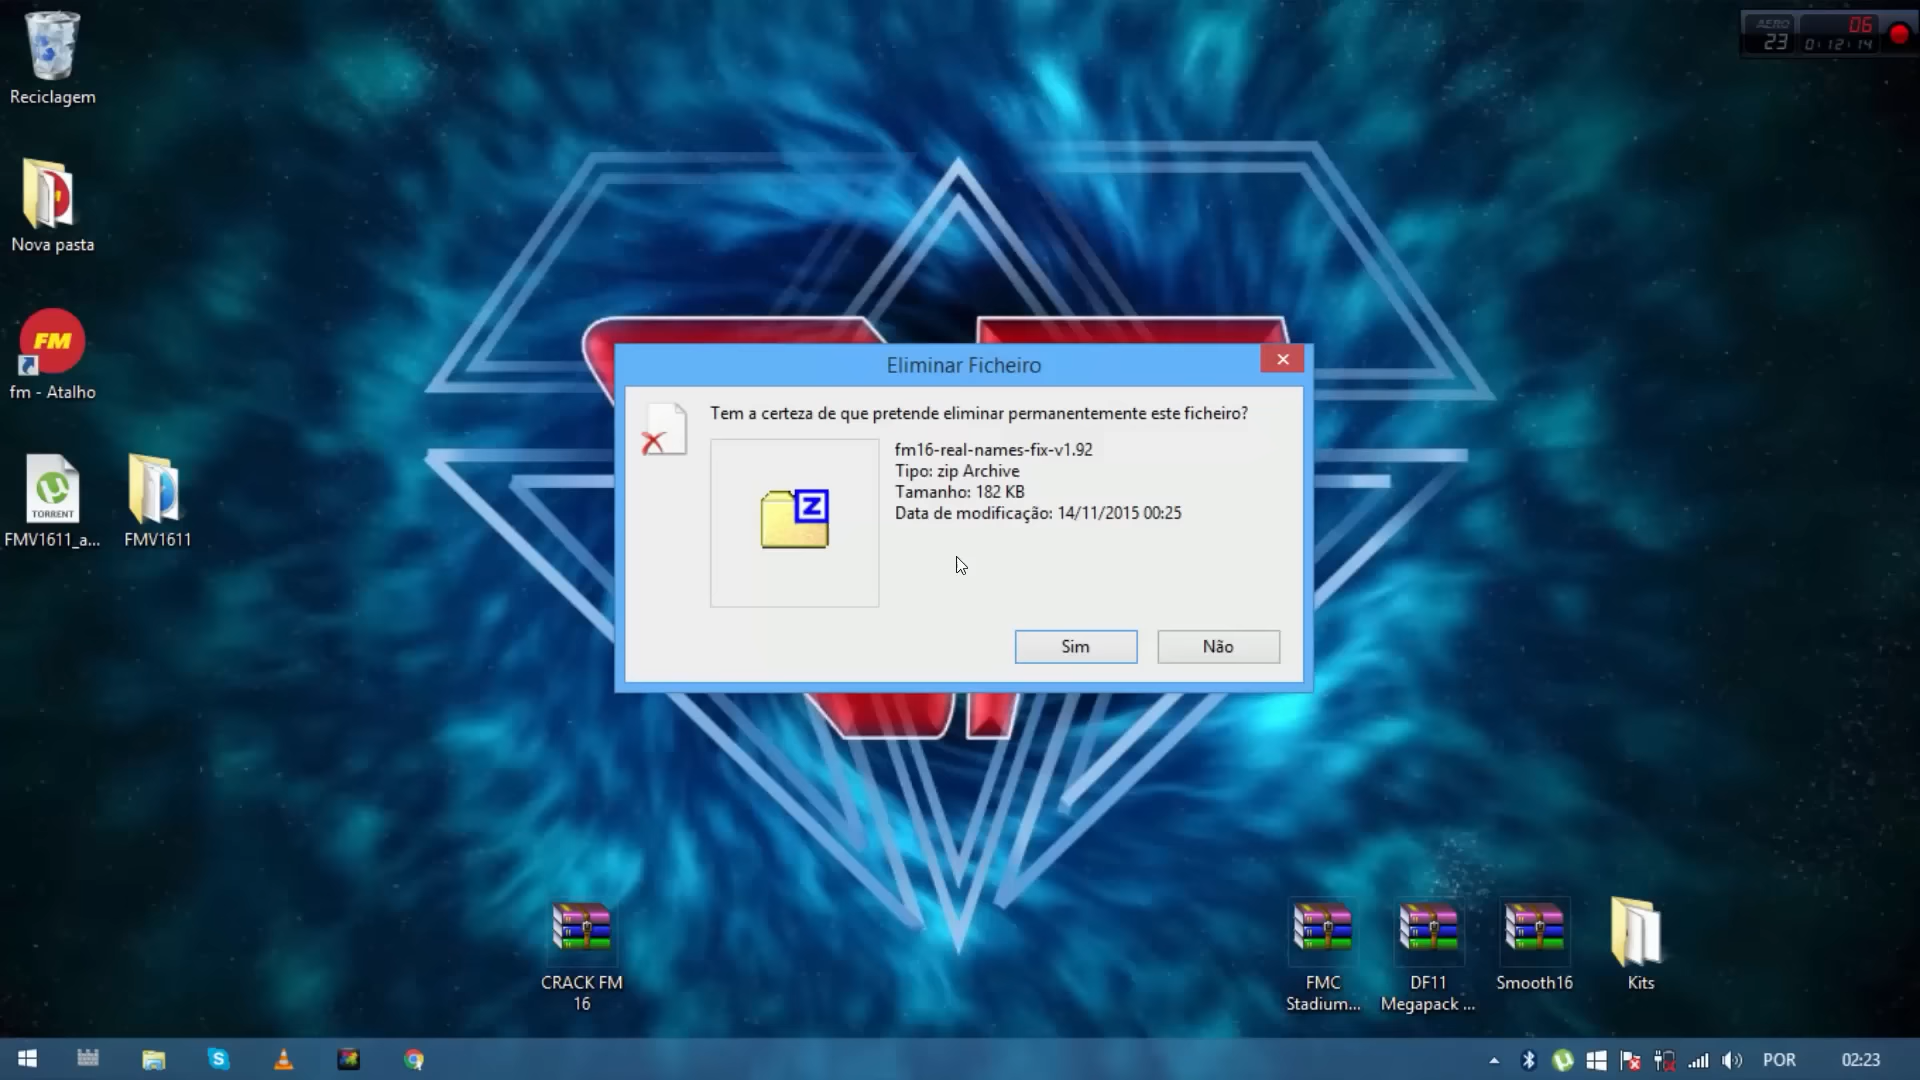 Reciclagem
Nova pasta
FM
fm - Atalho
TORRENT
FMV1611_a...
FMV1611
AERO
23
06
0:12:14
Eliminar Ficheiro
Tem a certeza de que pretende eliminar permanentemente este ficheiro?
Z
fm16-real-names-fix-v1.92
Tipo: zip Archive
Tamanho: 182 KB
Data de modificação: 14/11/2015 00:25
Sim
Não
CRACK FM
16
FMC
Stadium...
DF11
Megapack ...
Smooth16
Kits
POR
02:23